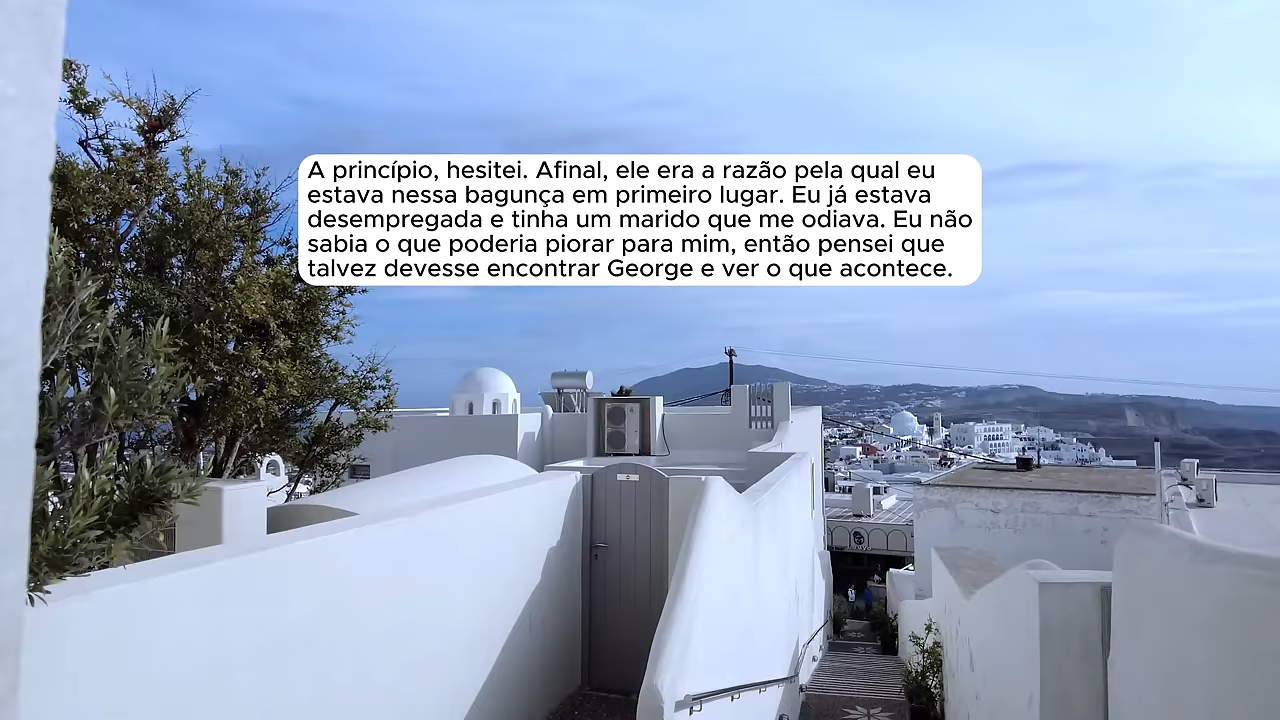 A princípio, hesitei. Afinal, ele era a razão pela qual eu
estava nessa bagunça em primeiro lugar. Eu já estava
desempregada e tinha um marido que me odiava. Eu não
sabia o que poderia piorar para mim, então pensei que
talvez devesse encontrar George e ver o que acontece.